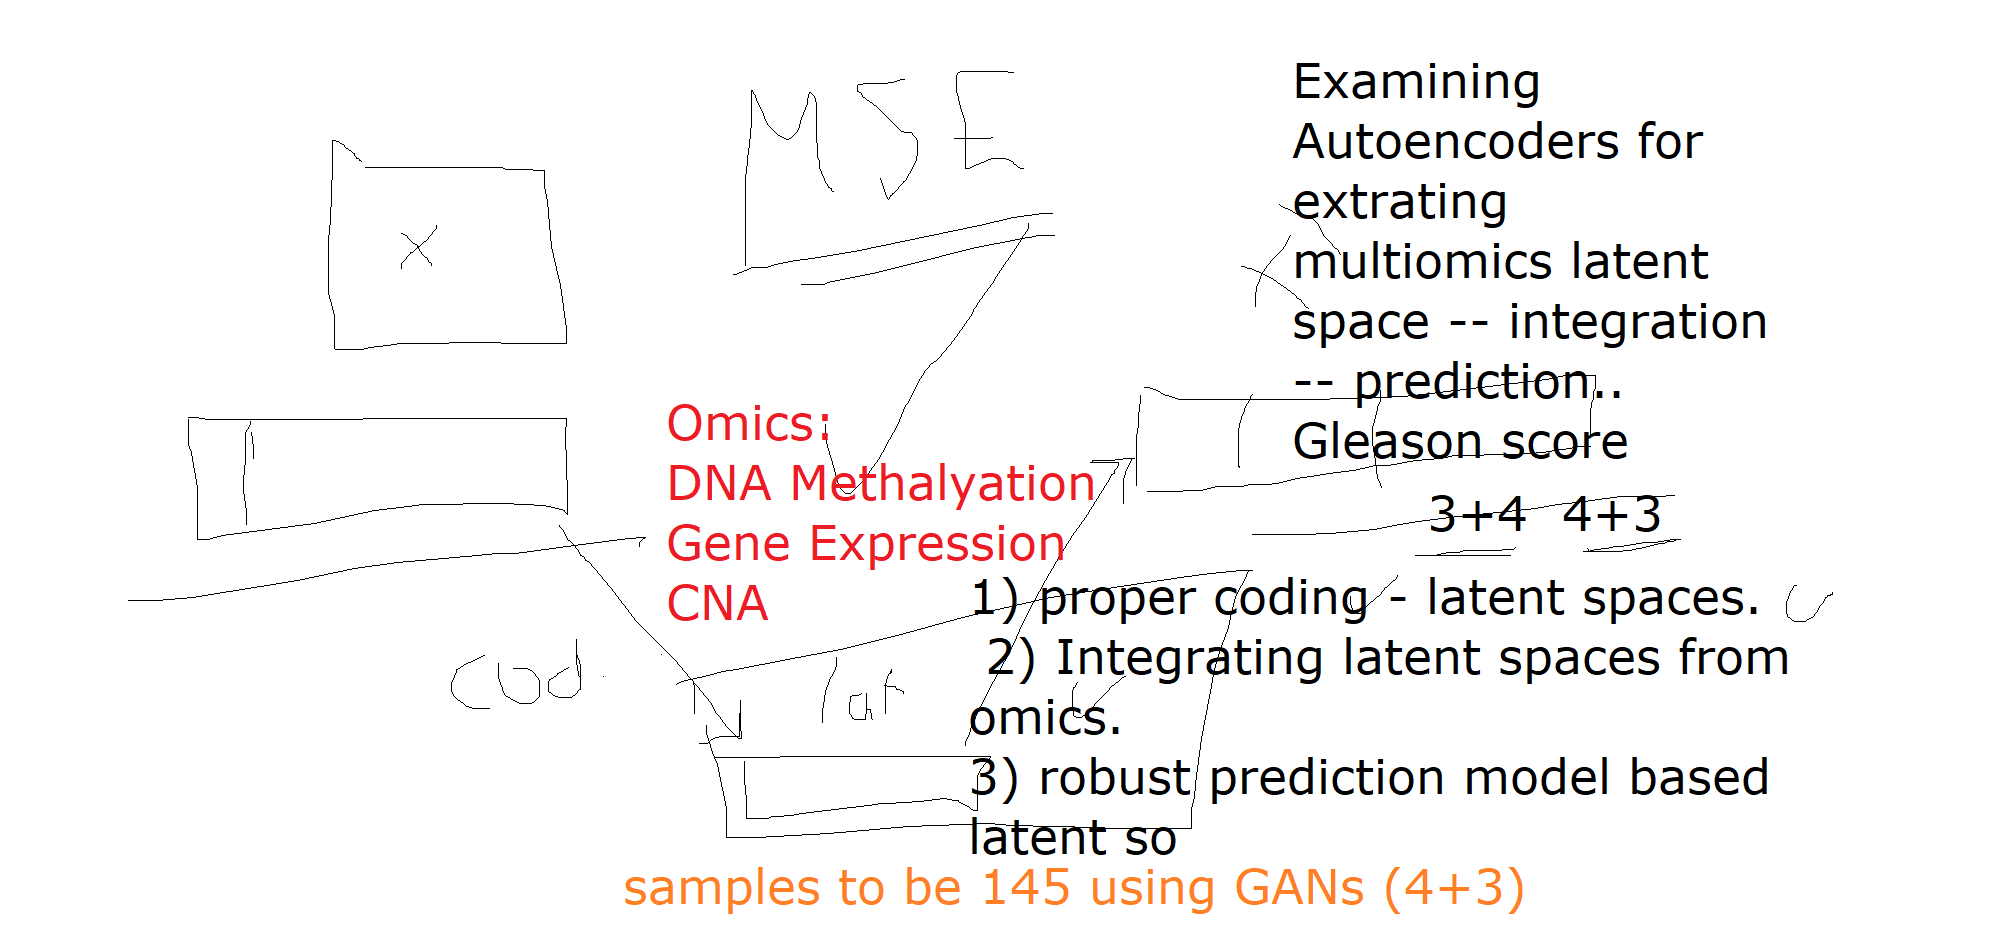 MSE
Examining
Autoencoders for
extrating
multiomics latent
space -- integration
-- prediction..
Gleason score
3+4 4+3
X
Omics:
DNA Methalyation
Gene Expression
CNA
1) proper coding - latent spaces.
2) Integrating latent spaces from
omics.
3) robust prediction model based
latent so
cod
samples to be 145 using GANs (4+3)